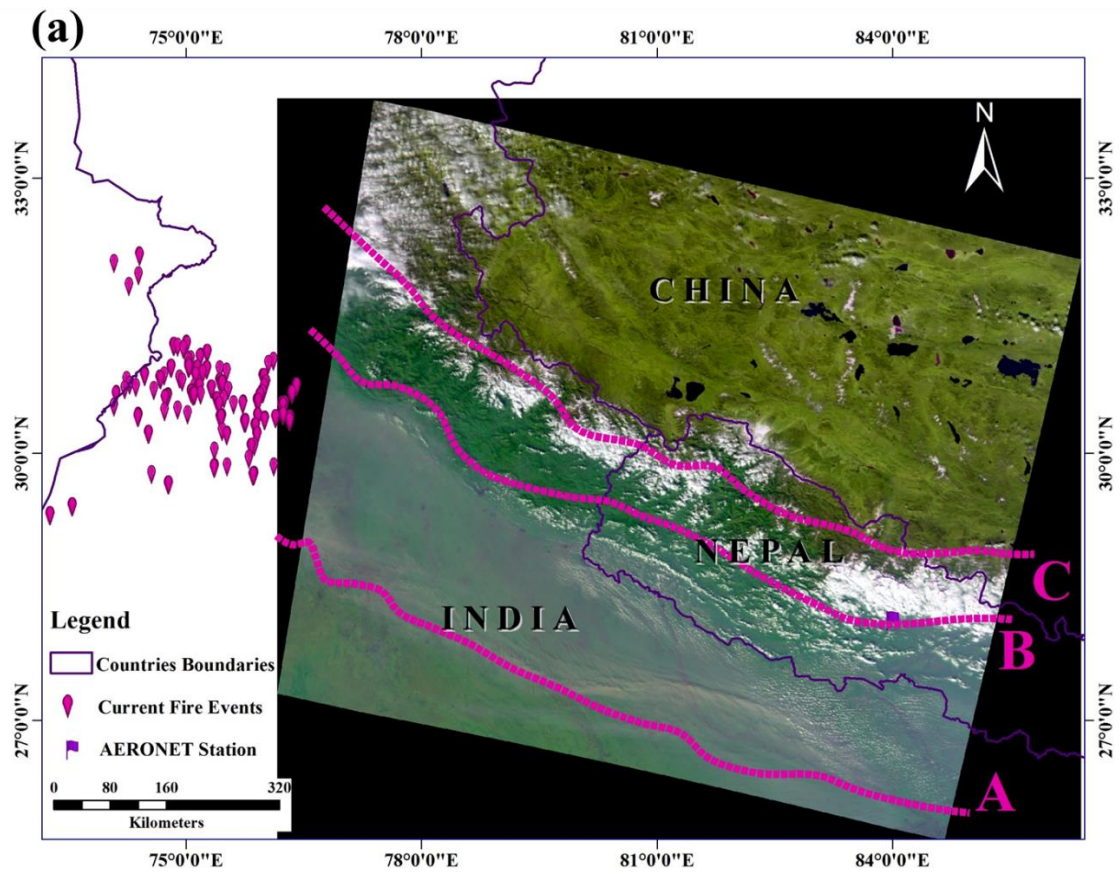 (a)
75°0'0"E 78°0'0"E 81°0'0"E 84°0'0"E
N
33°0'0"N 33°0'0"N
CHINA
30°0'0"N 30°0'0"N
NEPAL
C
INDIA
B
Legend
Countries Boundaries
Current Fire Events
27°0'0"N 27°0'0"N
AERONET Station
0 80 160 320
A
Kilometers
75°0'0"E 78°0'0"E 81°0'0"E 84°0'0"E